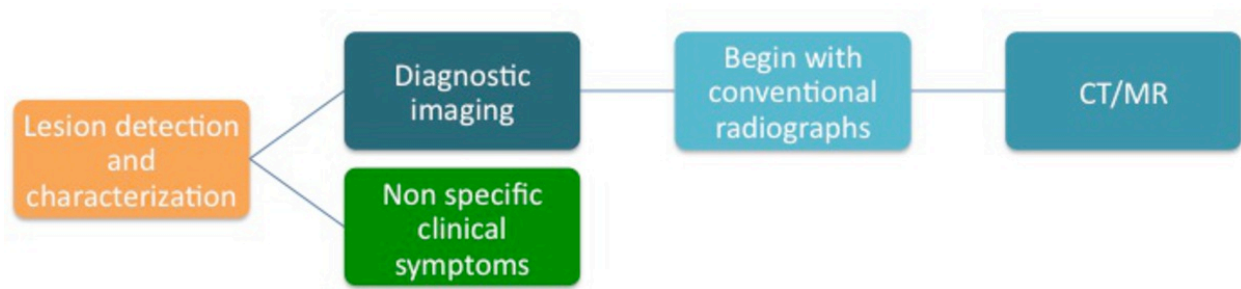 Lesion detection
and
characterization
Diagnostic
imaging
Non specific
clinical
symptoms
Begin with
conventional
radiographs
CT/MR